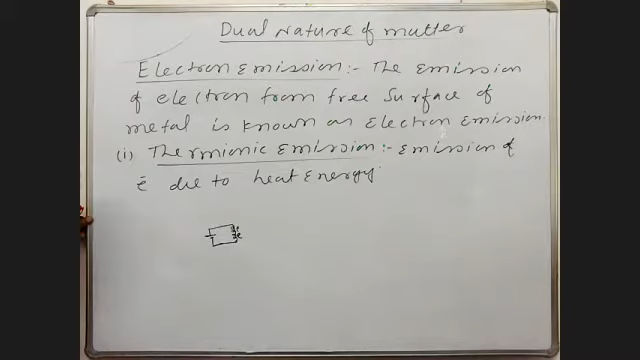 Dual Nature of matter
Electron Emission :- The emission
of electron from free surface of
metal is known as Electron Emission.
(i) Thermionic Emission :- Emission of
ē due to heat Energy.